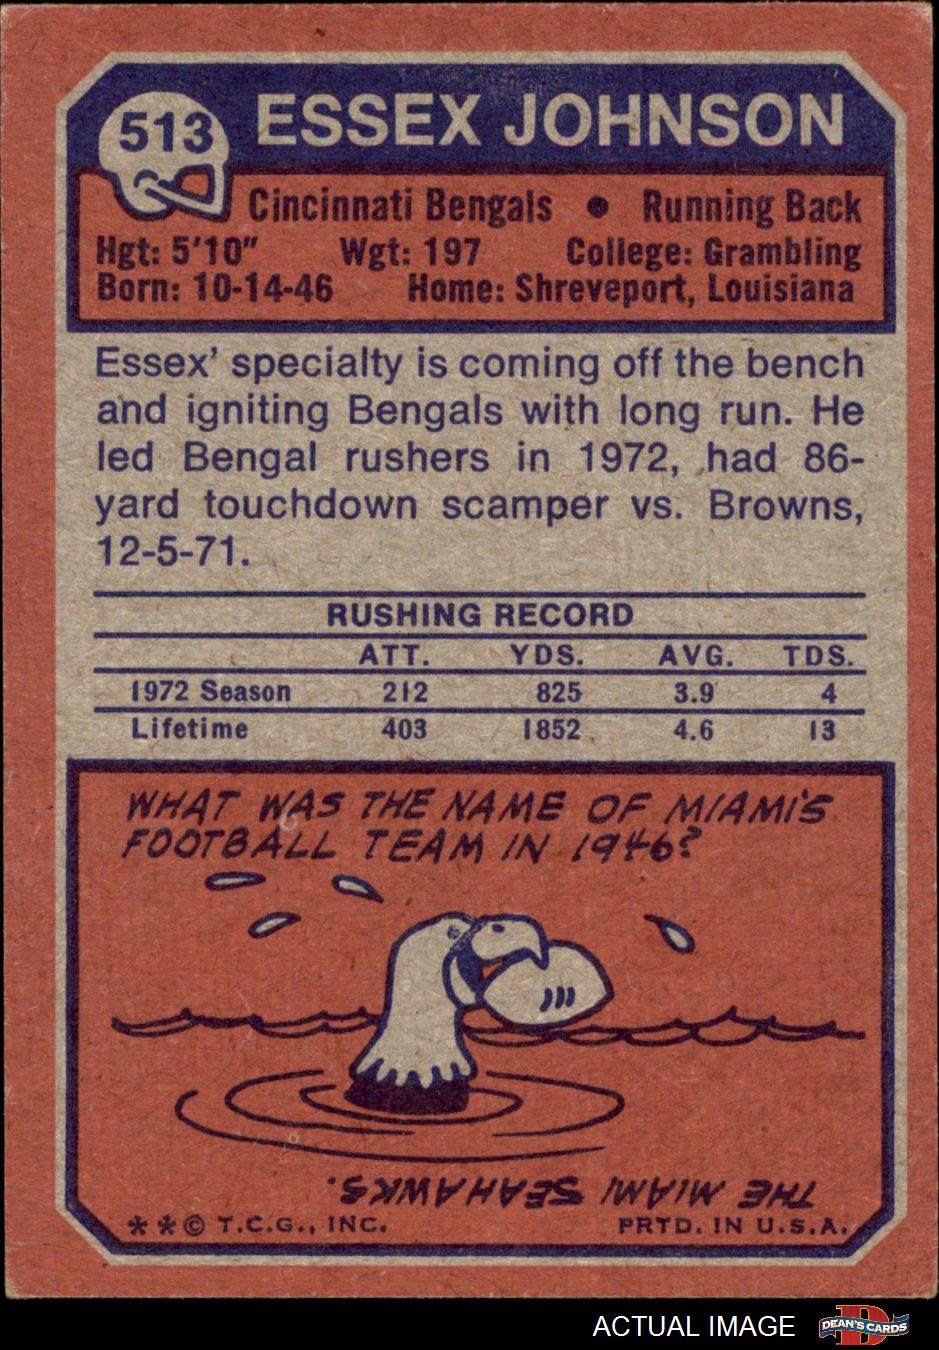 513
ESSEX JOHNSON
Cincinnati Bengals ● Running Back
Hgt: 5'10" Wgt: 197 College: Grambling
Born: 10-14-46 Home: Shreveport, Louisiana
Essex' specialty is coming off the bench
and igniting Bengals with long run. He
led Bengal rushers in 1972, had 86-
yard touchdown scamper vs. Browns,
12-5-71.
RUSHING RECORD
ATT. YDS. AVG. TDS.
1972 Season 212 825 3.9 4
Lifetime 403 1852 4.6 13
WHAT WAS THE NAME OF MIAMI'S
FOOTBALL TEAM IN 1946?
THE MIAMI SEAHAWKS.
**© T.C.G., INC. PRTD. IN U.S.A.
ACTUAL IMAGE
D
DEAN'S CARDS